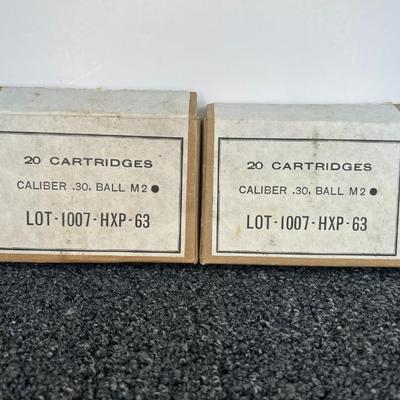 20 CARTRIDGES
CALIBER .30, BALL M2 ●
LOT-1007-HXP-63
20 CARTRIDGES
CALIBER .30, BALL M2 ●
LOT-1007-HXP-63